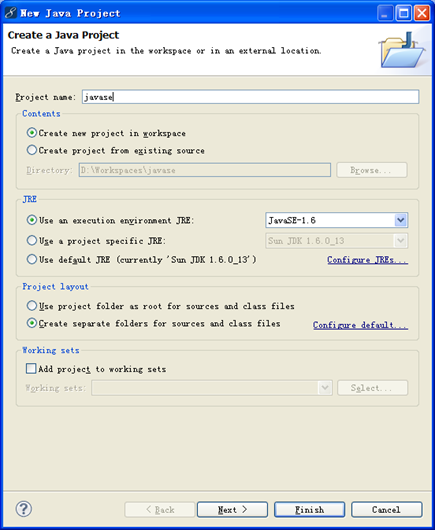 New Java Project
Create a Java Project
Create a Java project in the workspace or in an external location.
Project name: javase
Contents
Create new project in workspace
Create project from existing source
Directory: D:\Workspaces\javase Browse...
JRE
Use an execution environment JRE: JavaSE-1.6
Use a project specific JRE: Sun JDK 1.6.0_13
Use default JRE (currently 'Sun JDK 1.6.0_13') Configure JREs...
Project layout
Use project folder as root for sources and class files
Create separate folders for sources and class files Configure default...
Working sets
Add project to working sets
Working sets: Select...
? < Back Next > Finish Cancel